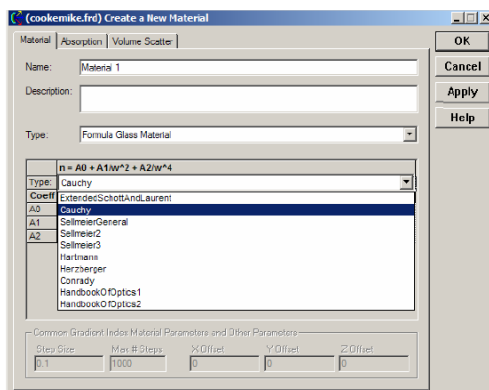 (cookemike.frd) Create a New Material
Material Absorption Volume Scatter
OK
Cancel
Apply
Help
Name: Material 1
Description:
Type: Formula Glass Material
n = A0 + A1/w^2 + A2/w^4
Type: Cauchy
Coeff ExtendedSchottAndLaurent
A0 Cauchy
A1 SellmeierGeneral
A2 Sellmeier2
Sellmeier3
Hartmann
Herzberger
Conrady
HandbookOfOptics1
HandbookOfOptics2
Common Gradient Index Material Parameters and Other Parameters
Step Size Max # Steps X Offset Y Offset Z Offset
0.1 1000 0 0 0